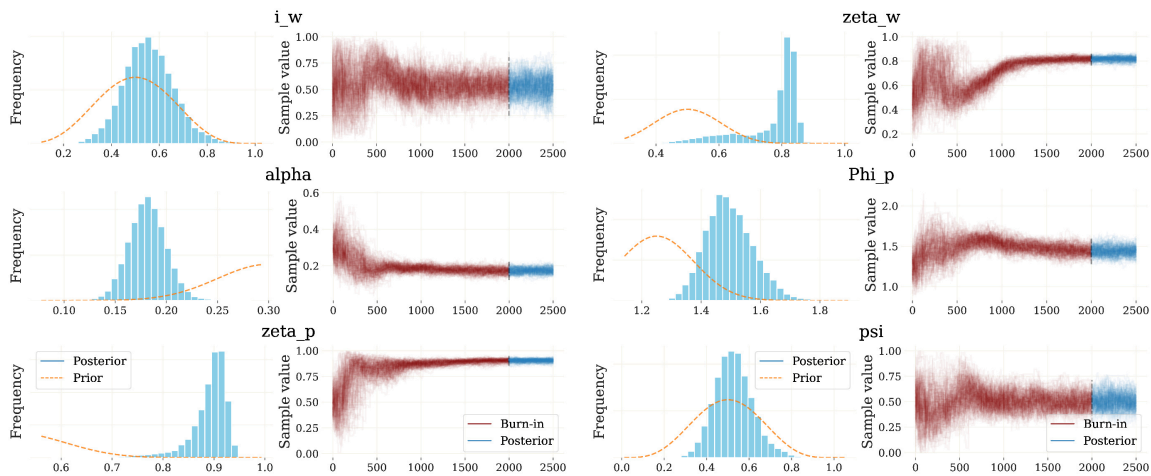 i_w
zeta_w
Frequency
Sample value
1.00
0.75
0.50
0.25
0.00
0.2 0.4 0.6 0.8 1.0
0 500 1000 1500 2000 2500
Frequency
Sample value
1.0
0.8
0.6
0.4
0.2
0.4 0.6 0.8 1.0
0 500 1000 1500 2000 2500
alpha
Phi_p
Frequency
Sample value
0.6
0.4
0.2
0.10 0.15 0.20 0.25 0.30
0 500 1000 1500 2000 2500
Frequency
Sample value
2.0
1.5
1.0
1.2 1.4 1.6 1.8
0 500 1000 1500 2000 2500
zeta_p
psi
Frequency
Posterior
Prior
Sample value
1.00
0.75
0.50
0.25
0.00
Burn-in
Posterior
0.6 0.7 0.8 0.9 1.0
0 500 1000 1500 2000 2500
Frequency
Posterior
Prior
Sample value
1.00
0.75
0.50
0.25
0.00
Burn-in
Posterior
0.0 0.2 0.4 0.6 0.8 1.0
0 500 1000 1500 2000 2500